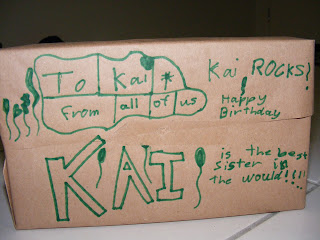 To Kai *
From all of us
Kai ROCKS!
Happy
Birthday
KAI
is the best
sister in
the would!!!!